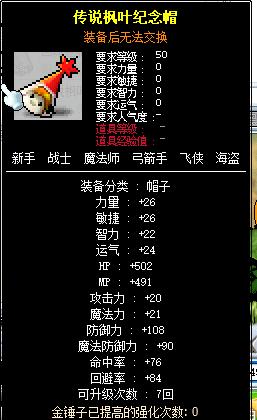 传说枫叶纪念帽
装备后无法交换
要求等级 : 50
要求力量 : 0
要求敏捷 : 0
要求智力 : 0
要求运气 : 0
要求人气度 : -
道具等级 : -
道具经验值 : -
新手 战士 魔法师 弓箭手 飞侠 海盗
装备分类 : 帽子
力量 : +26
敏捷 : +26
智力 : +22
运气 : +24
HP : +502
MP : +491
攻击力 : +20
魔法力 : +21
防御力 : +108
魔法防御力 : +90
命中率 : +76
回避率 : +84
可升级次数 : 7回
金锤子已提高的强化次数: 0